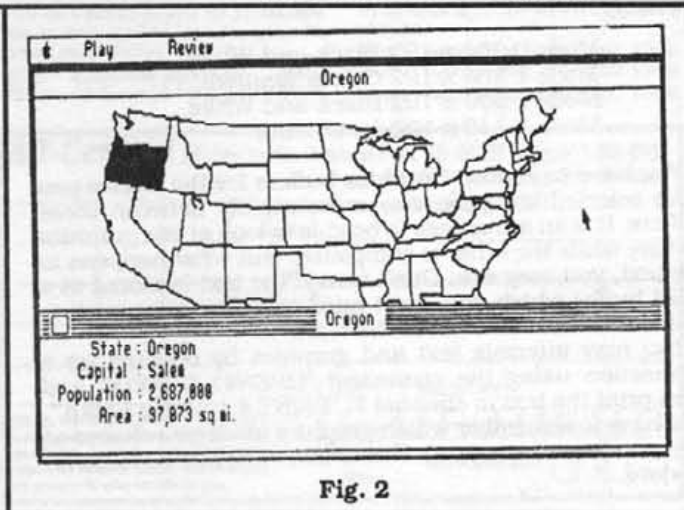 Play Review
Oregon
Oregon
State : Oregon
Capital : Salem
Population : 2,687,000
Area : 97,073 sq mi.
Fig. 2